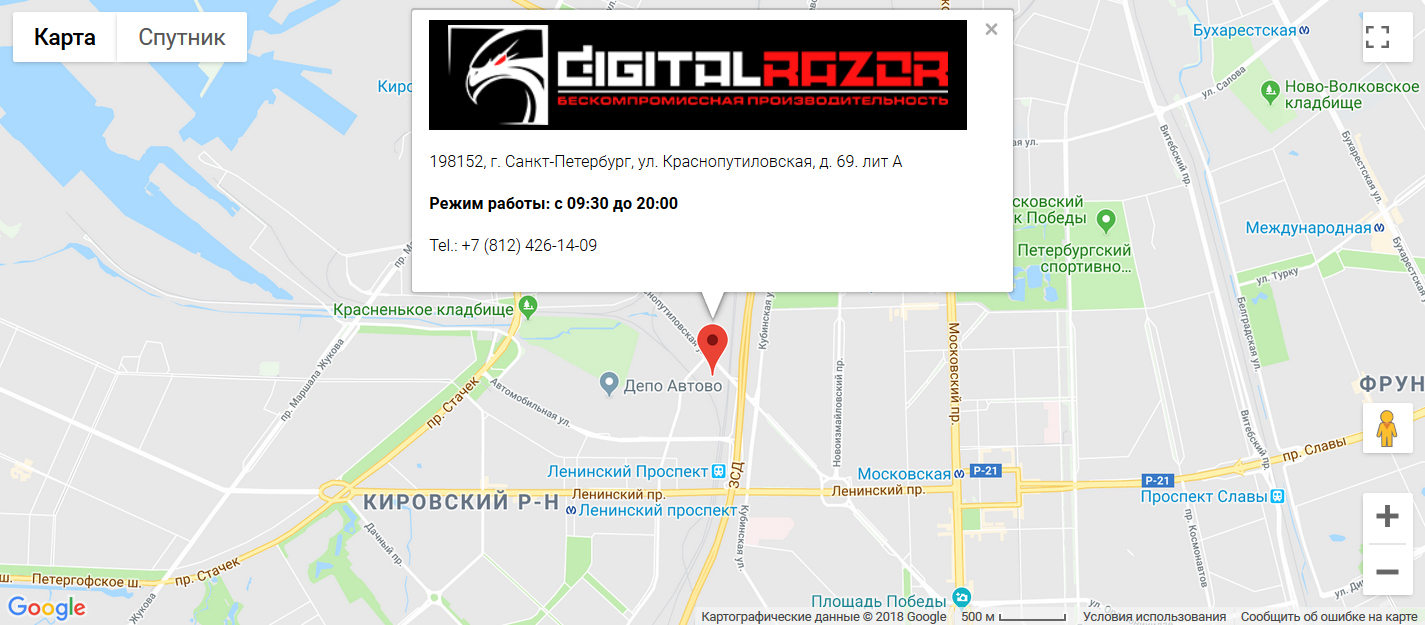 Карта
Спутник
DIGITALRAZOR
БЕСКОМПРОМИССНАЯ ПРОИЗВОДИТЕЛЬНОСТЬ
198152, г. Санкт-Петербург, ул. Краснопутиловская, д. 69. лит А
Режим работы: с 09:30 до 20:00
Tel.: +7 (812) 426-14-09
Бухарестская
ул. Салова
Ново-Волковское
кладбище
Киро
Витебский пр.
Бухарестская ул.
ая ул.
сковский
к Победы
Петербургский
спортивно...
Международная
Бухарестская
ул. Турку
Белградская ул.
пр. М
Красненькое кладбище
нопутиловская у
Кубинская у
Московский пр.
пр. Маршала Жукова
Депо Автово
Автомобильная ул.
пр. Стачек
Новоизмайловский пр.
ФРУН
Витебский пр.
пр. Славы
Ленинский Проспект
ЗСД
Московская
Р-21
Р-21
Проспект Славы
КИРОВСКИЙ Р-Н
Ленинский пр.
Ленинский пр.
Ленинский проспект
Кубинская ул.
Дачный пр.
пр. Космонавтов
ш.
Петергофское ш.
пр. Стачек
Жукова
Площадь Победы
ул. Ди
Google
Картографические данные © 2018 Google
500 м
Условия использования
Сообщить об ошибке на карте